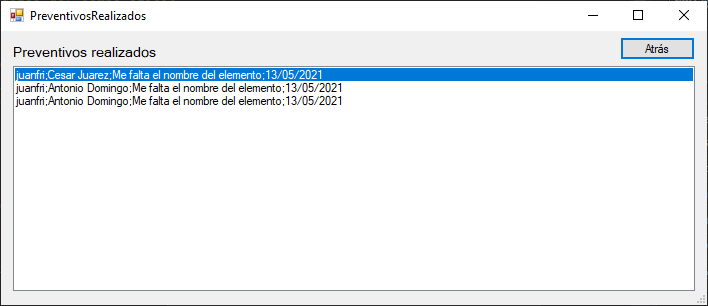 PreventivosRealizados
Preventivos realizados
Atrás
juanfri;Cesar Juarez;Me falta el nombre del elemento;13/05/2021
juanfri;Antonio Domingo;Me falta el nombre del elemento;13/05/2021
juanfri;Antonio Domingo;Me falta el nombre del elemento;13/05/2021